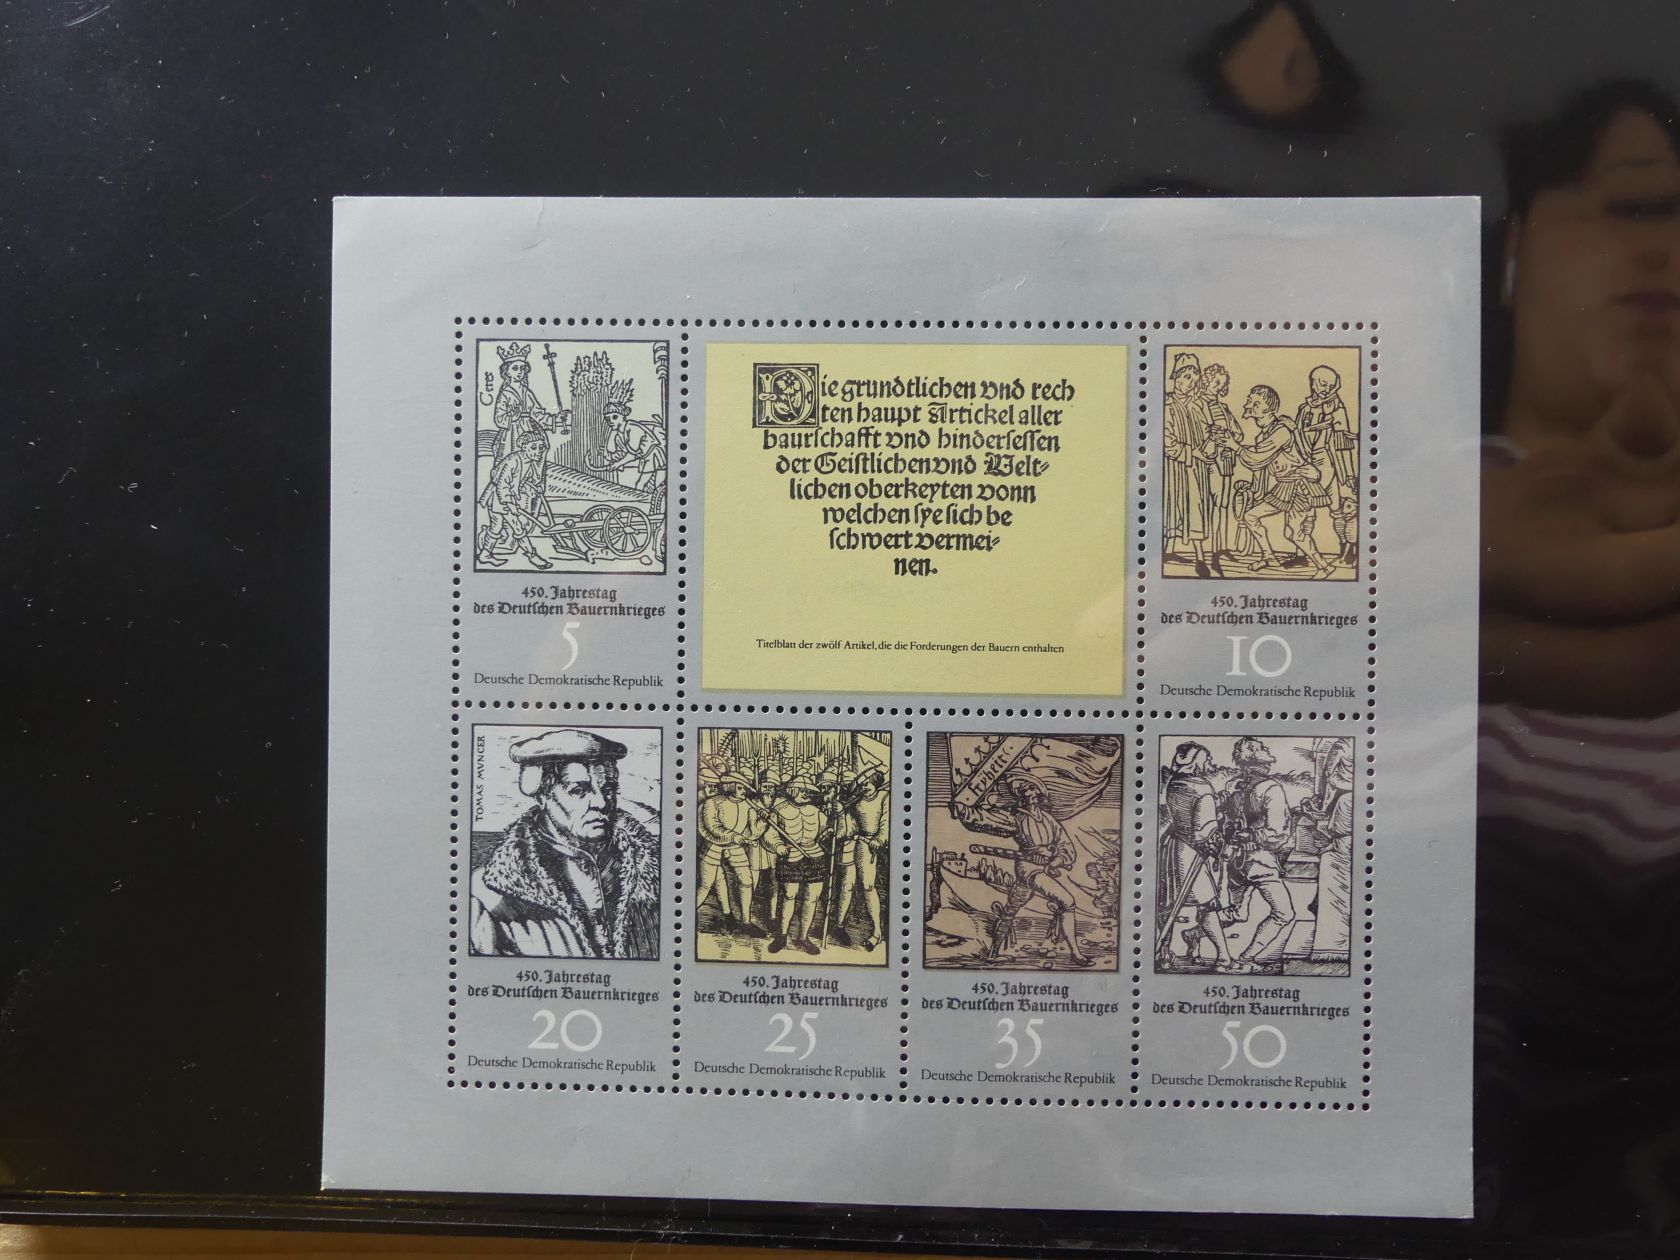 Ceres
450. Jahrestag
des Deutschen Bauernkrieges
5
Deutsche Demokratische Republik
Die grundtlichen vnd rech
ten haupt Artickel aller
baurschafft vnd hindersessen
der Geistlichen vnd Welt⸗
lichen oberkeyten vonn
welchen sye sich be
schwert vermei⸗
nen.
Titelblatt der zwölf Artikel, die die Forderungen der Bauern enthalten
450. Jahrestag
des Deutschen Bauernkrieges
10
Deutsche Demokratische Republik
TOMAS MVNCER
450. Jahrestag
des Deutschen Bauernkrieges
20
Deutsche Demokratische Republik
450. Jahrestag
des Deutschen Bauernkrieges
25
Deutsche Demokratische Republik
Fryheit.
450. Jahrestag
des Deutschen Bauernkrieges
35
Deutsche Demokratische Republik
450. Jahrestag
des Deutschen Bauernkrieges
50
Deutsche Demokratische Republik